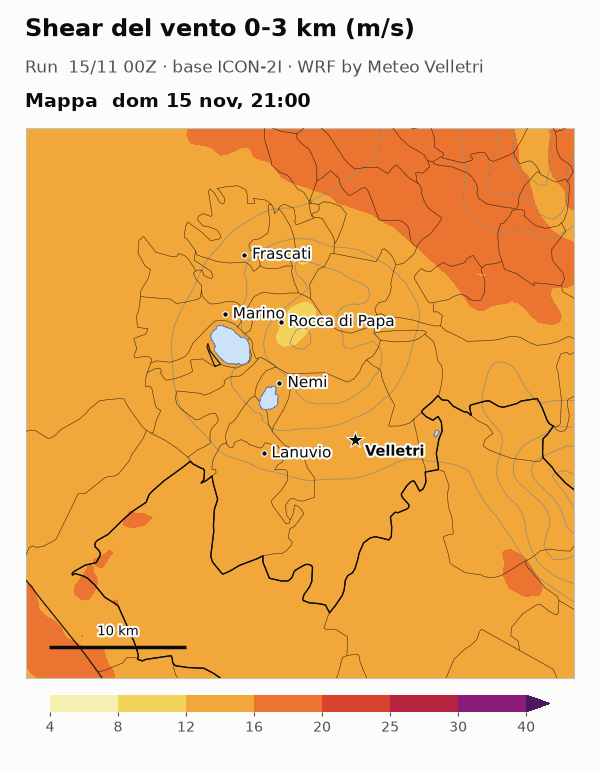 Shear del vento 0-3 km (m/s)
Run  15/11 00Z · base ICON-2I · WRF by Meteo Velletri
Mappa  dom 15 nov, 21:00
Frascati
Marino
Rocca di Papa
Nemi
Velletri
Lanuvio
10 km
4 8 12 16 20 25 30 40